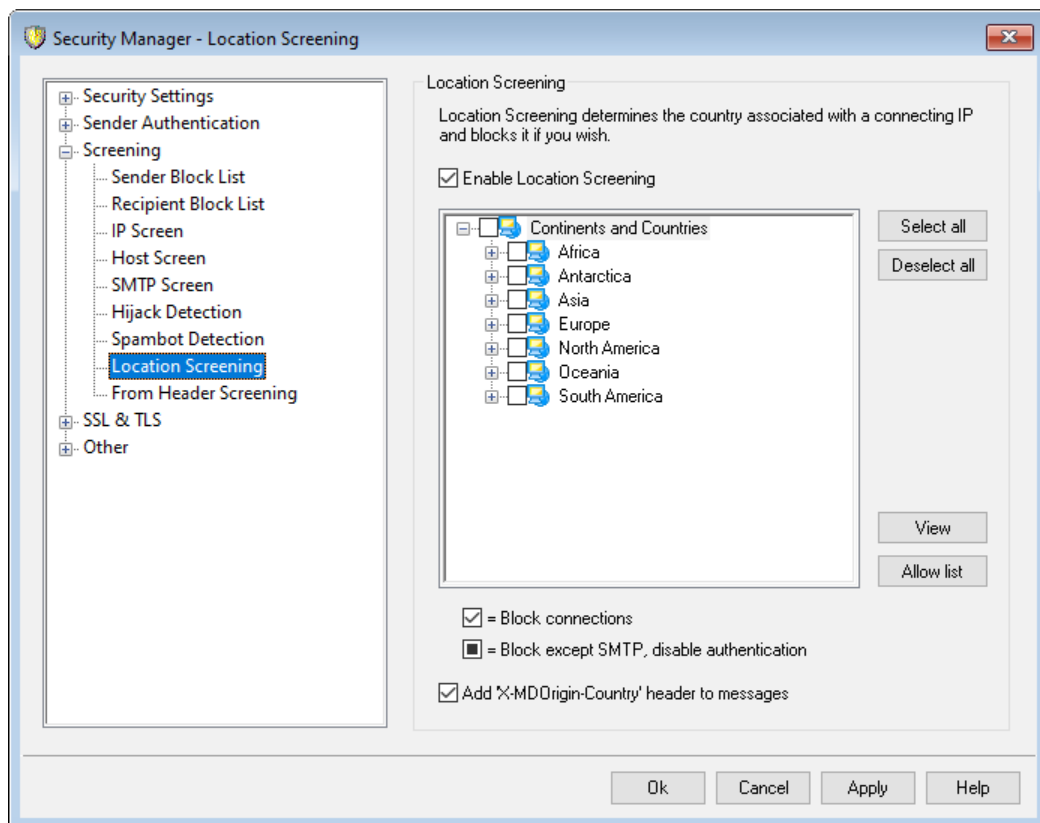 Security Manager - Location Screening
Security Settings
Sender Authentication
Screening
Sender Block List
Recipient Block List
IP Screen
Host Screen
SMTP Screen
Hijack Detection
Spambot Detection
Location Screening
From Header Screening
SSL & TLS
Other
Location Screening
Location Screening determines the country associated with a connecting IP
and blocks it if you wish.
Enable Location Screening
Continents and Countries
Africa
Antarctica
Asia
Europe
North America
Oceania
South America
Select all
Deselect all
View
Allow list
= Block connections
= Block except SMTP, disable authentication
Add 'X-MDOrigin-Country' header to messages
Ok
Cancel
Apply
Help